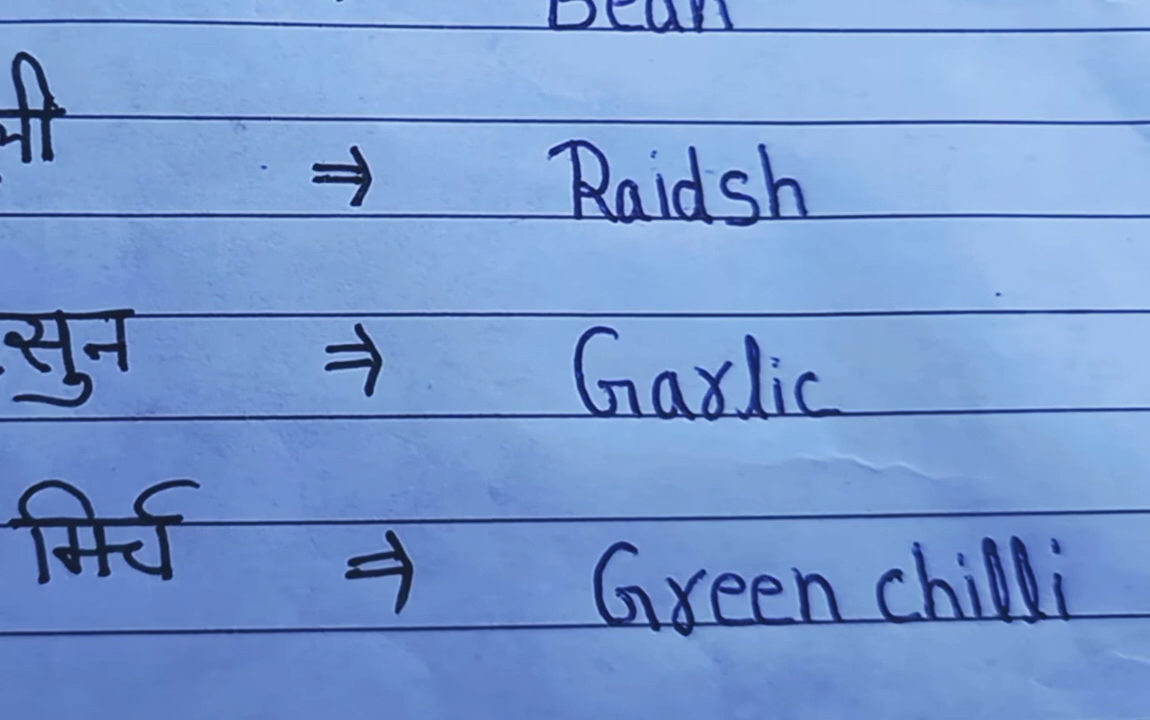 Bean
ली ⇒ Raidsh
सुन ⇒ Garlic
मिर्च ⇒ Green chilli